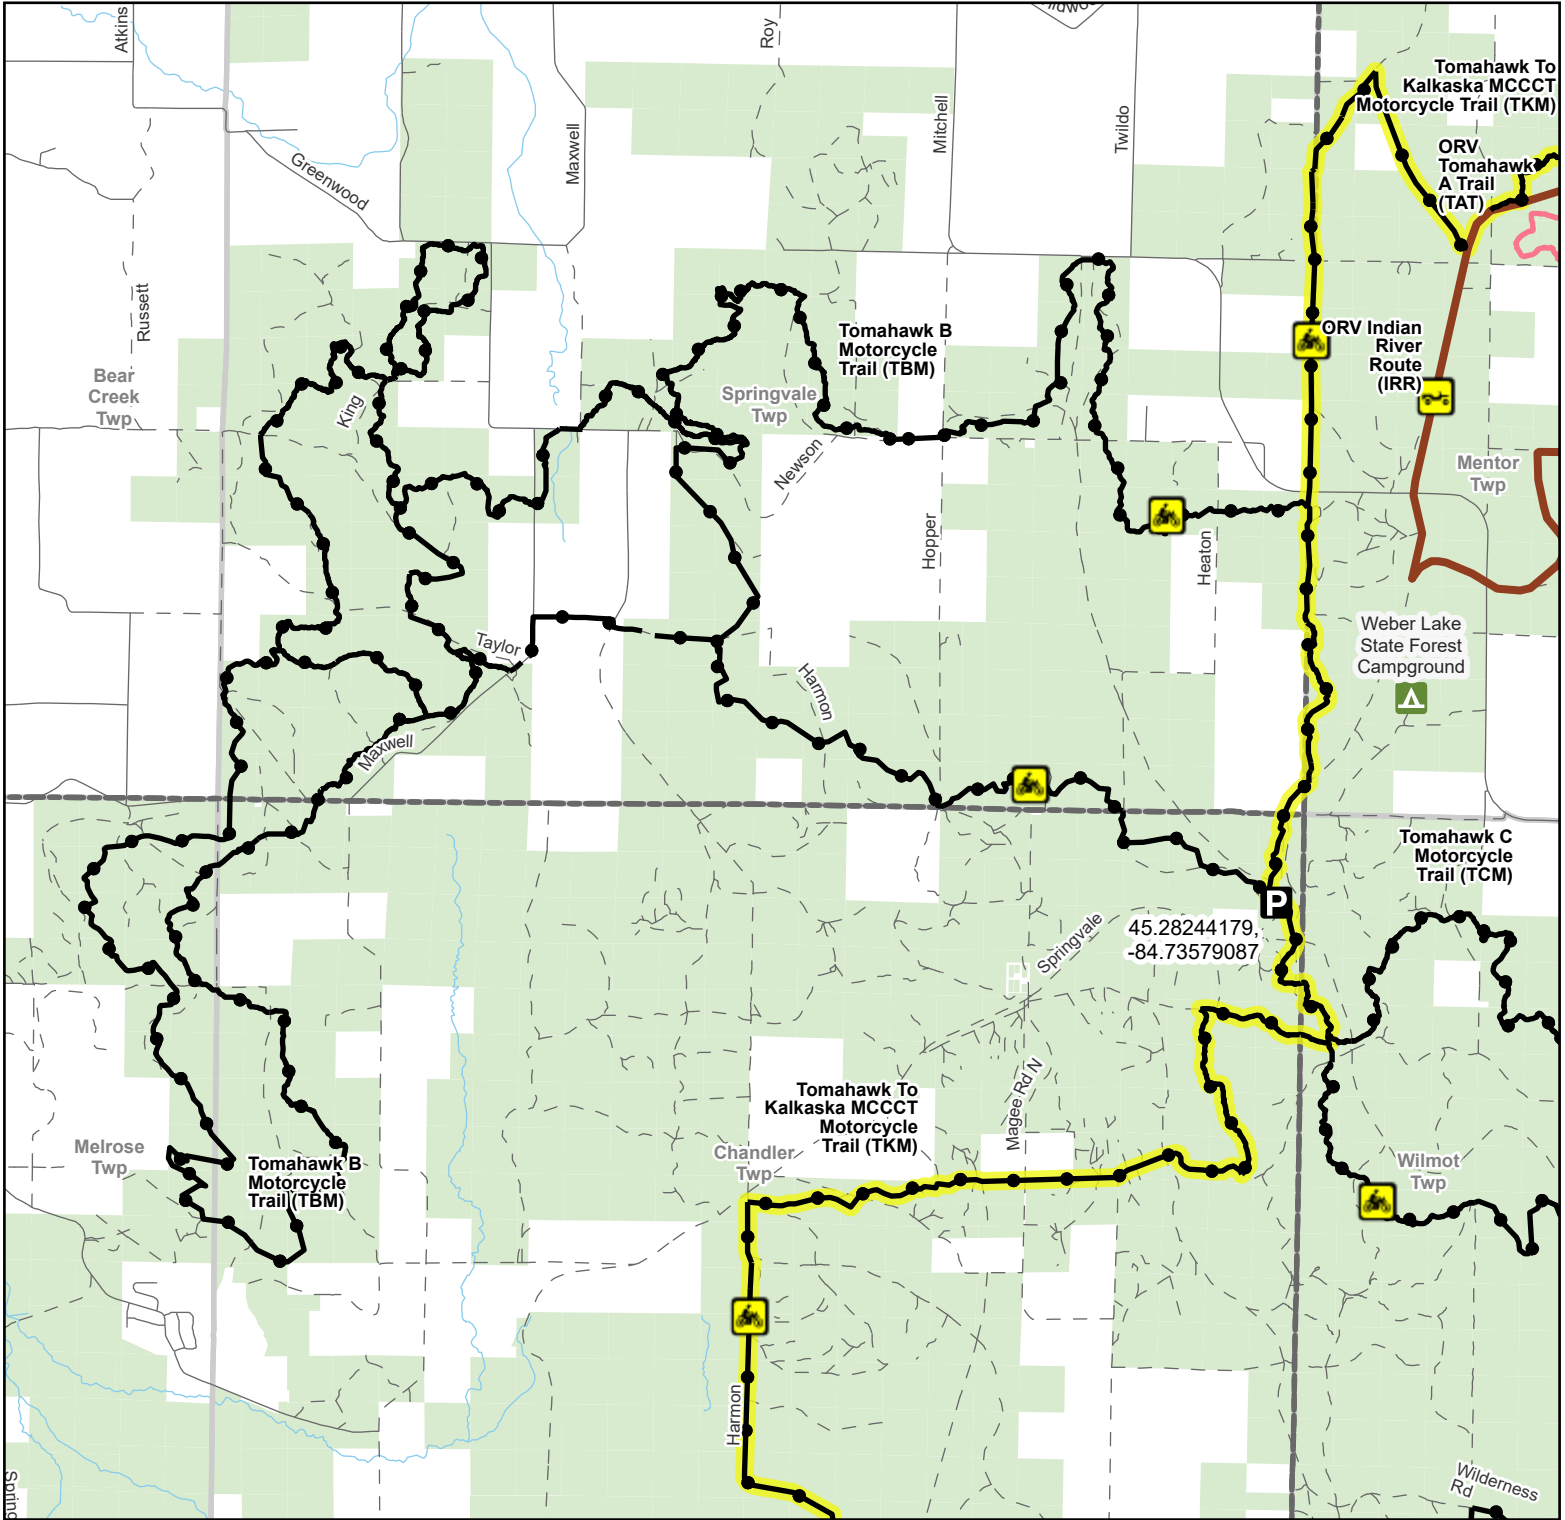 Atkins
Roy
Maxwell
Mitchell
Twildo
Tomahawk To
Kalkaska MCCCT
Motorcycle Trail (TKM)
ORV
Tomahawk
A Trail
(TAT)
Greenwood
Russett
Tomahawk B
Motorcycle
Trail (TBM)
ORV Indian
River
Route
(IRR)
Bear
Creek
Twp
King
Springvale
Twp
Newson
Mentor
Twp
Hopper
Heaton
Taylor
Weber Lake
State Forest
Campground
Harmon
Maxwell
Tomahawk C
Motorcycle
Trail (TCM)
P
45.28244179,
-84.73579087
Springvale
Magee Rd N
Tomahawk To
Kalkaska MCCCT
Motorcycle
Trail (TKM)
Chandler
Twp
Melrose
Twp
Tomahawk B
Motorcycle
Trail (TBM)
Wilmot
Twp
Harmon
Wilderness
Rd
Spring